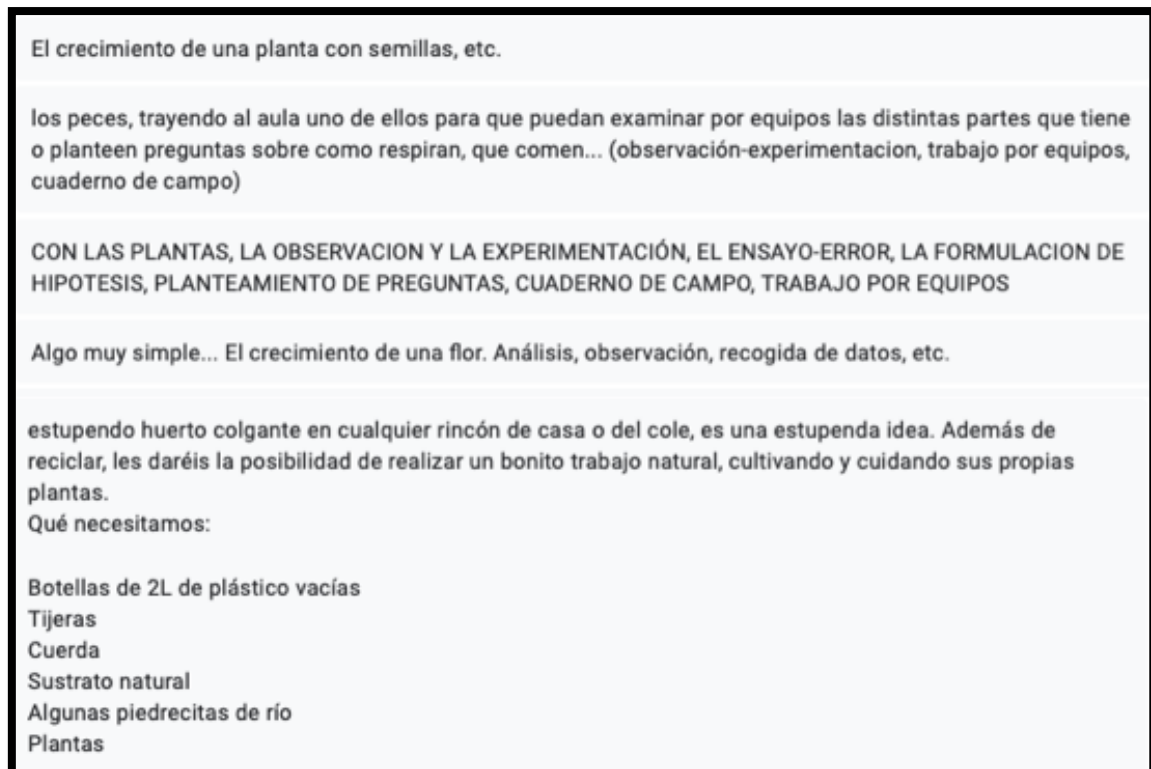 El crecimiento de una planta con semillas, etc.
los peces, trayendo al aula uno de ellos para que puedan examinar por equipos las distintas partes que tiene
o planteen preguntas sobre como respiran, que comen... (observación-experimentacion, trabajo por equipos,
cuaderno de campo)
CON LAS PLANTAS, LA OBSERVACION Y LA EXPERIMENTACIÓN, EL ENSAYO-ERROR, LA FORMULACION DE
HIPOTESIS, PLANTEAMIENTO DE PREGUNTAS, CUADERNO DE CAMPO, TRABAJO POR EQUIPOS
Algo muy simple... El crecimiento de una flor. Análisis, observación, recogida de datos, etc.
estupendo huerto colgante en cualquier rincón de casa o del cole, es una estupenda idea. Además de
reciclar, les daréis la posibilidad de realizar un bonito trabajo natural, cultivando y cuidando sus propias
plantas.
Qué necesitamos:
Botellas de 2L de plástico vacías
Tijeras
Cuerda
Sustrato natural
Algunas piedrecitas de río
Plantas